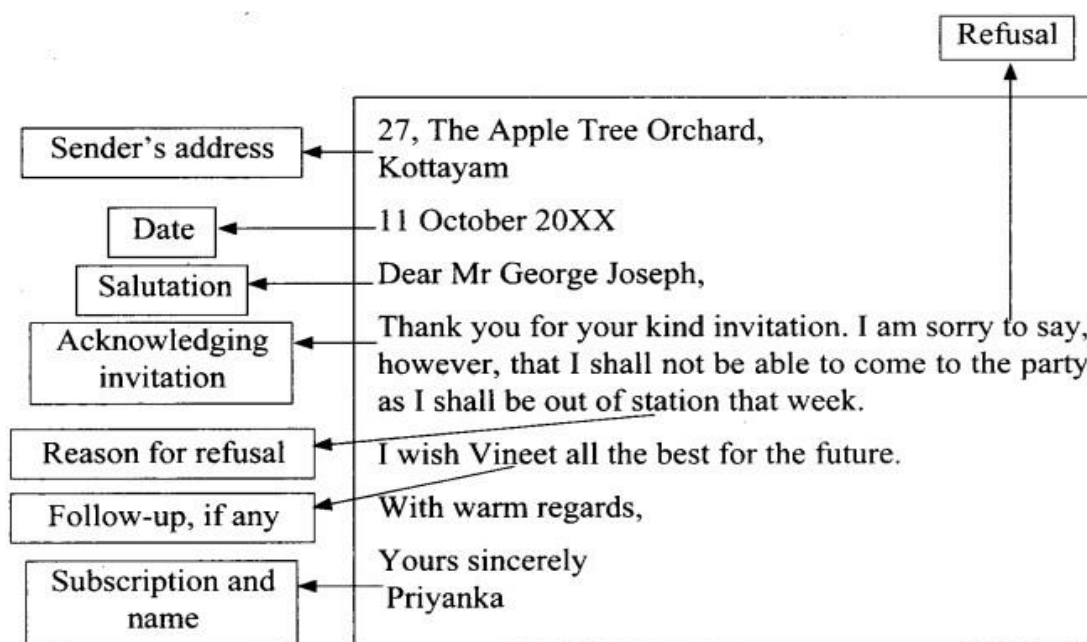 Refusal
Sender's address
27, The Apple Tree Orchard,
Kottayam
Date
11 October 20XX
Salutation
Dear Mr George Joseph,
Acknowledging
invitation
Thank you for your kind invitation. I am sorry to say,
however, that I shall not be able to come to the party
as I shall be out of station that week.
Reason for refusal
I wish Vineet all the best for the future.
Follow-up, if any
With warm regards,
Subscription and
name
Yours sincerely
Priyanka